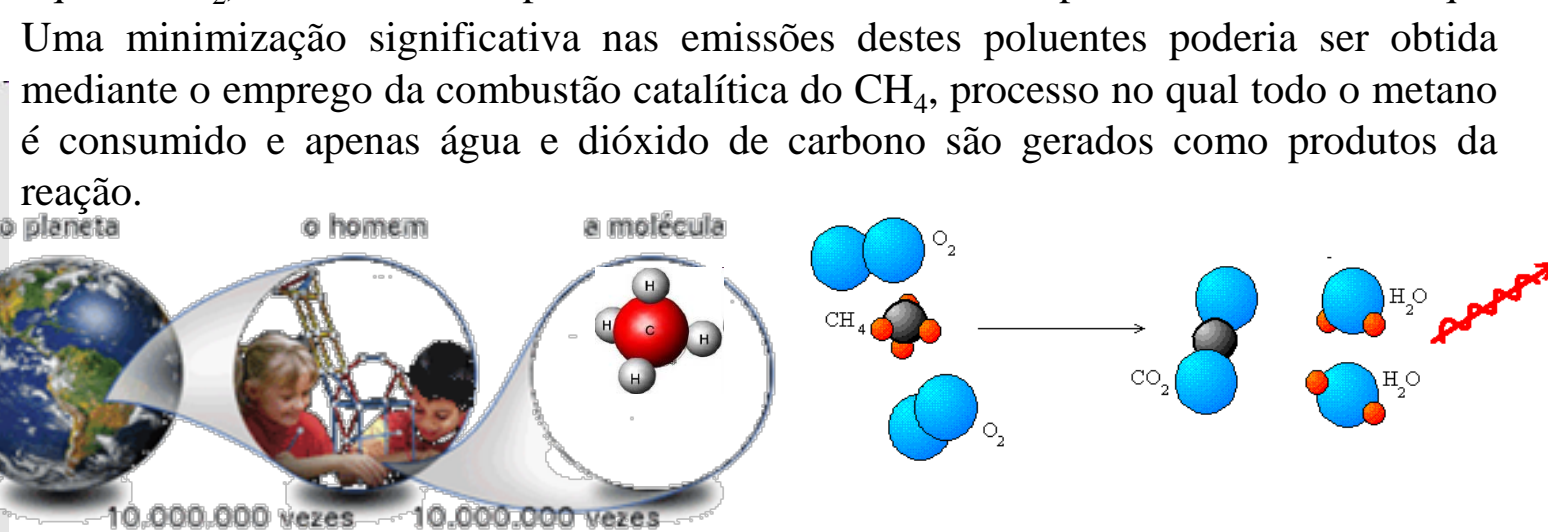 Uma minimização significativa nas emissões destes poluentes poderia ser obtida
mediante o emprego da combustão catalítica do CH₄, processo no qual todo o metano
é consumido e apenas água e dióxido de carbono são gerados como produtos da
reação.
o planeta o homem a molécula
H
C
H H
H
O₂
CH₄
O₂
CO₂
H₂O
H₂O
10.000.000 vezes 10.000.000 vezes